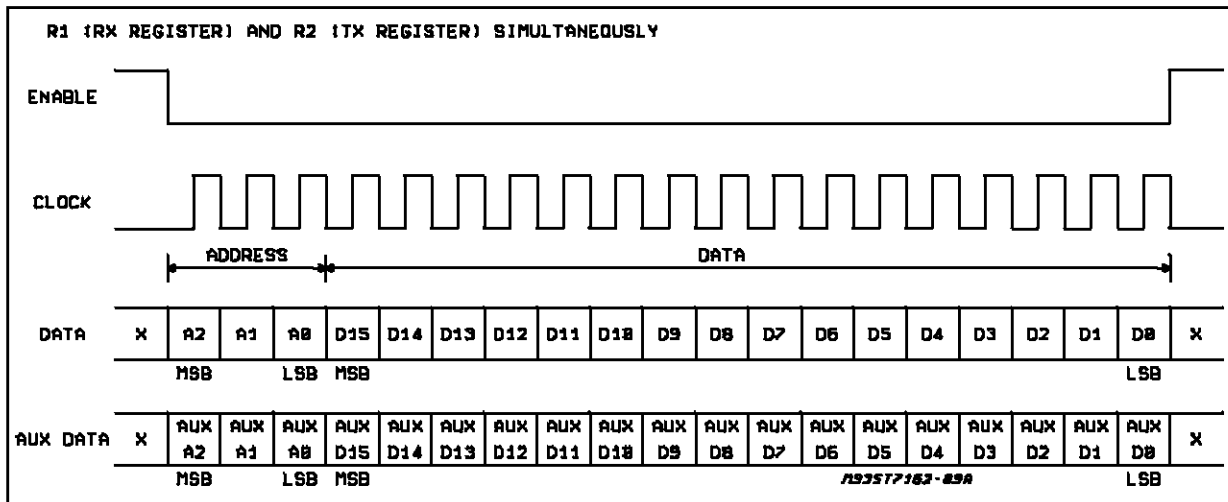 R1 (RX REGISTER) AND R2 (TX REGISTER) SIMULTANEOUSLY
ENABLE
CLOCK
ADDRESS DATA
DATA X A2 A1 A0 D15 D14 D13 D12 D11 D10 D9 D8 D7 D6 D5 D4 D3 D2 D1 D0 X
MSB LSB MSB LSB
AUX DATA X AUX A2 AUX A1 AUX A0 AUX D15 AUX D14 AUX D13 AUX D12 AUX D11 AUX D10 AUX D9 AUX D8 AUX D7 AUX D6 AUX D5 AUX D4 AUX D3 AUX D2 AUX D1 AUX D0 X
MSB LSB MSB M93ST7162-09A LSB